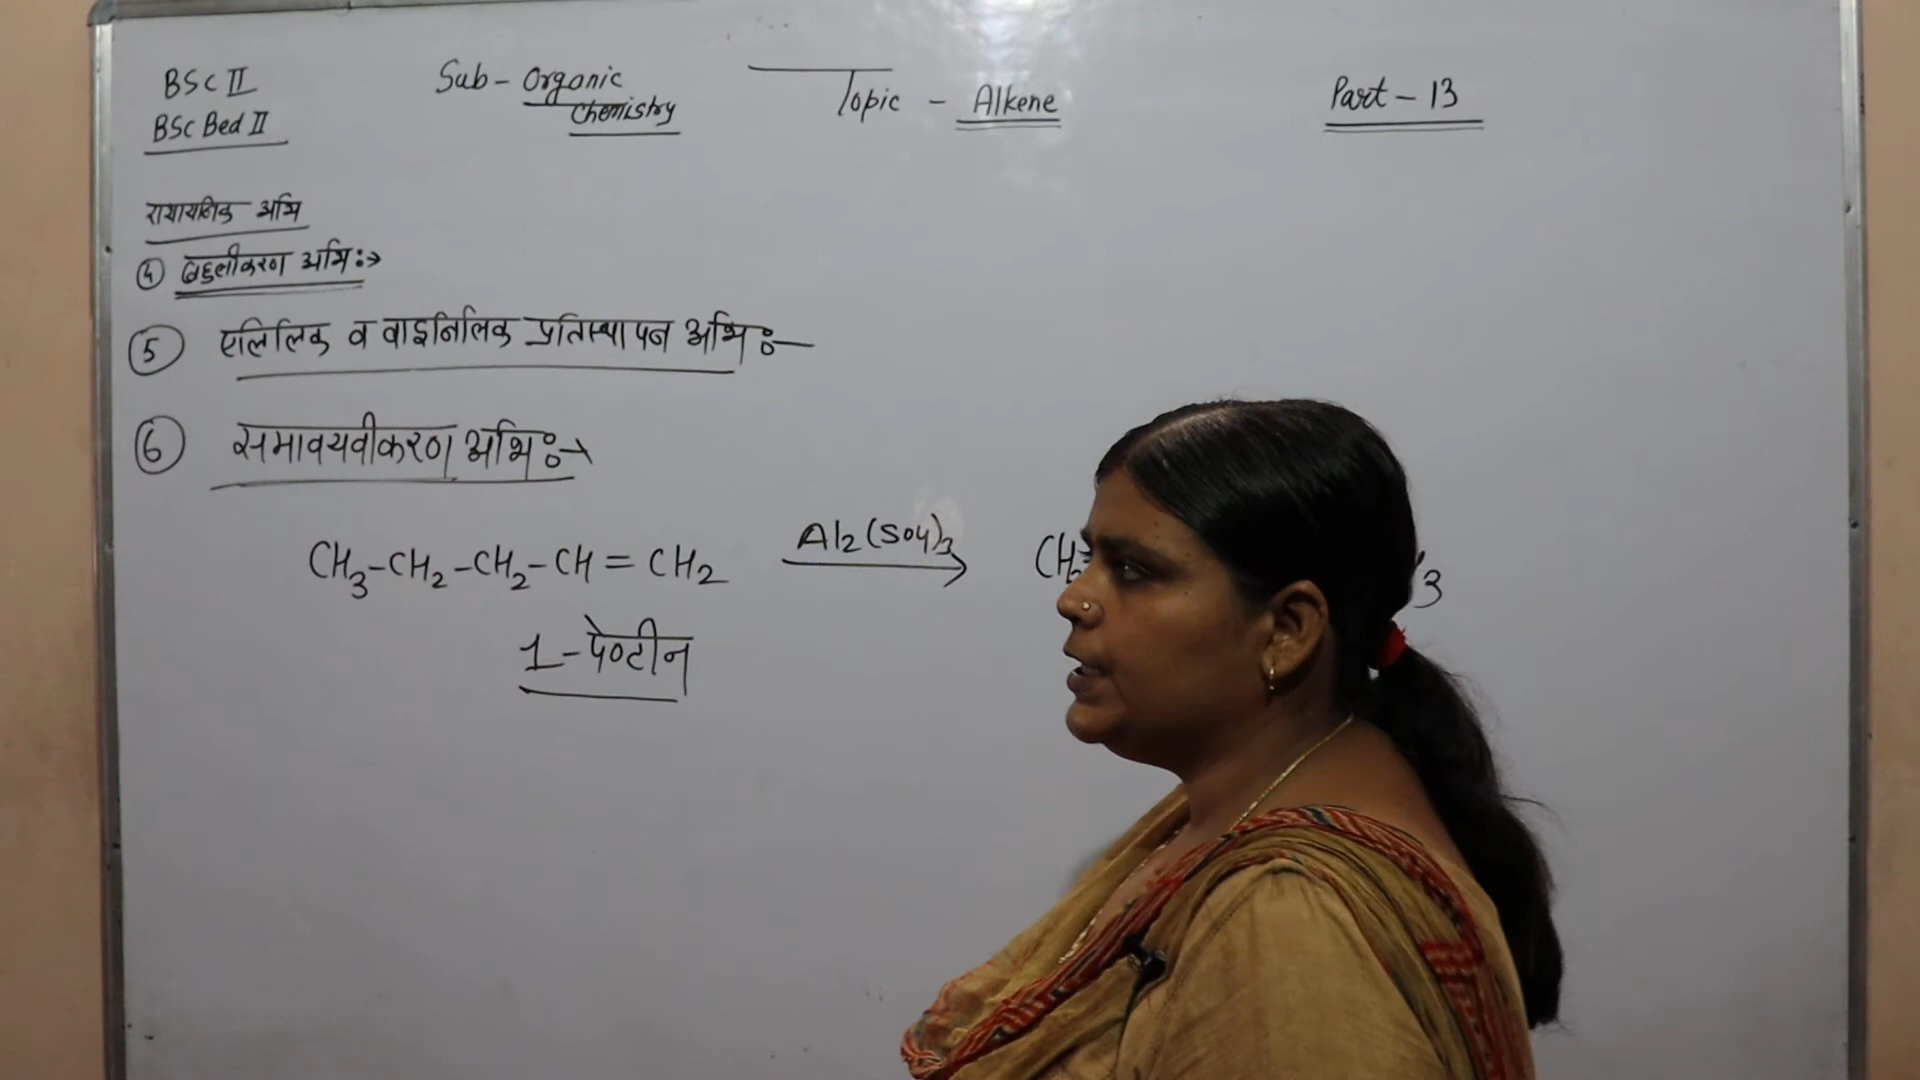 BSc II
BSc Bed II
Sub - Organic
Chemistry
Topic - Alkene
Part - 13
रासायनिक अभि
④ बहुलीकरण अभि:→
⑤ एलिलिक व वाइनिलिक प्रतिस्थापन अभि:—
⑥ समावयवीकरण अभि:→
CH3-CH2-CH2-CH=CH2 Al2(SO4)3 → CH3
1-पेण्टीन